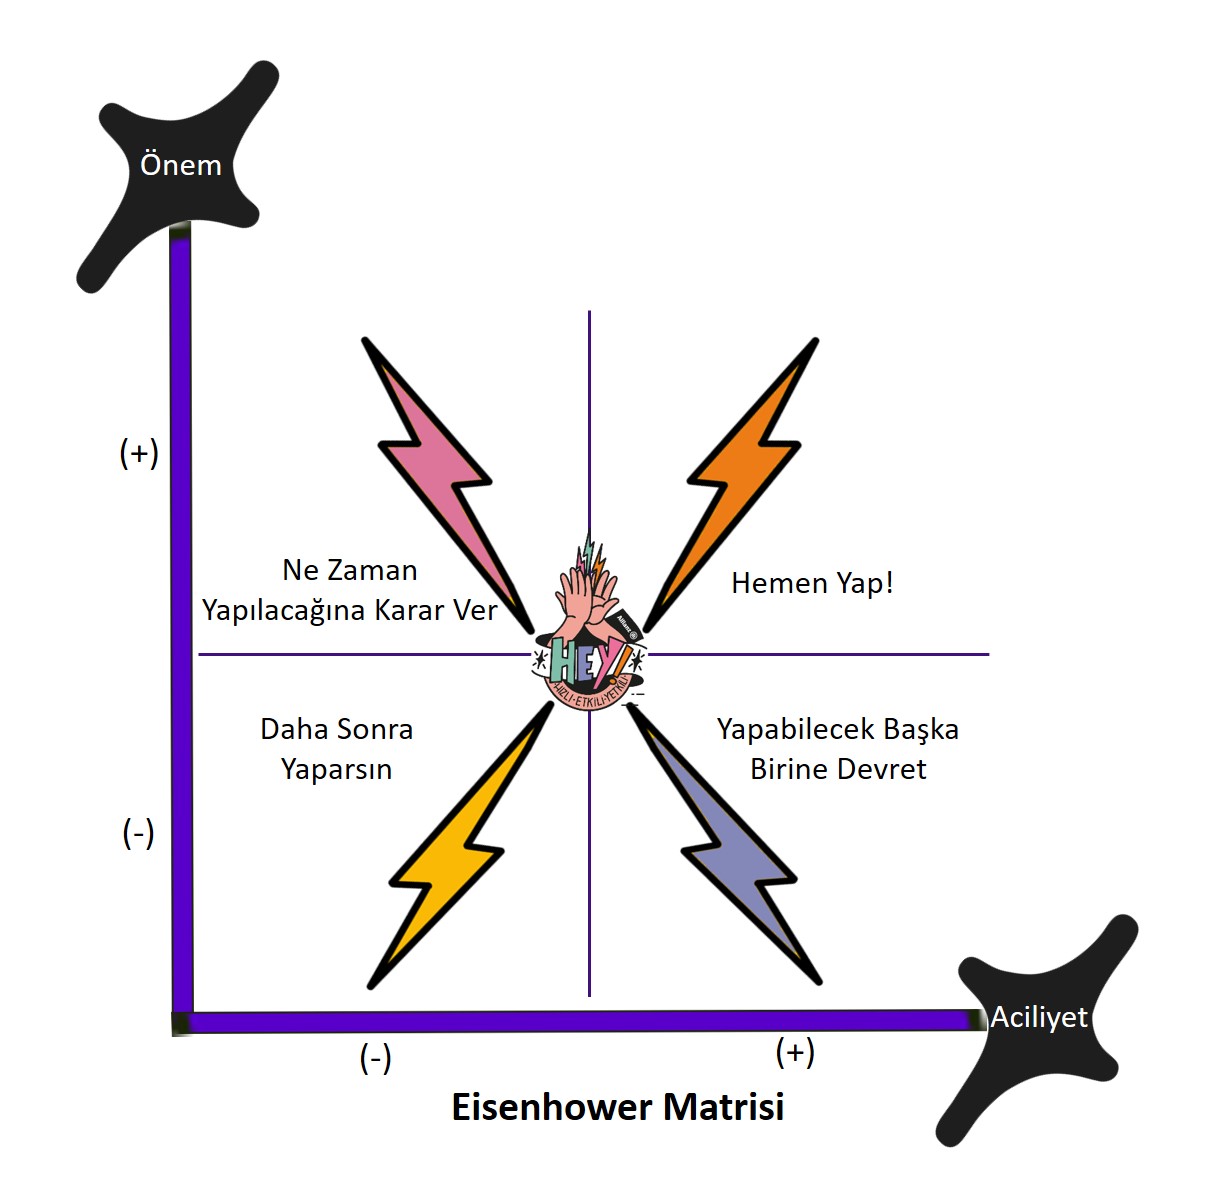 Önem
(+)
Ne Zaman
Yapılacağına Karar Ver
Hemen Yap!
Allianz
HEY!
HIZLI·ETKİLİ·YETKİLİ
Daha Sonra
Yaparsın
Yapabilecek Başka
Birine Devret
(-)
Aciliyet
(-)
(+)
Eisenhower Matrisi